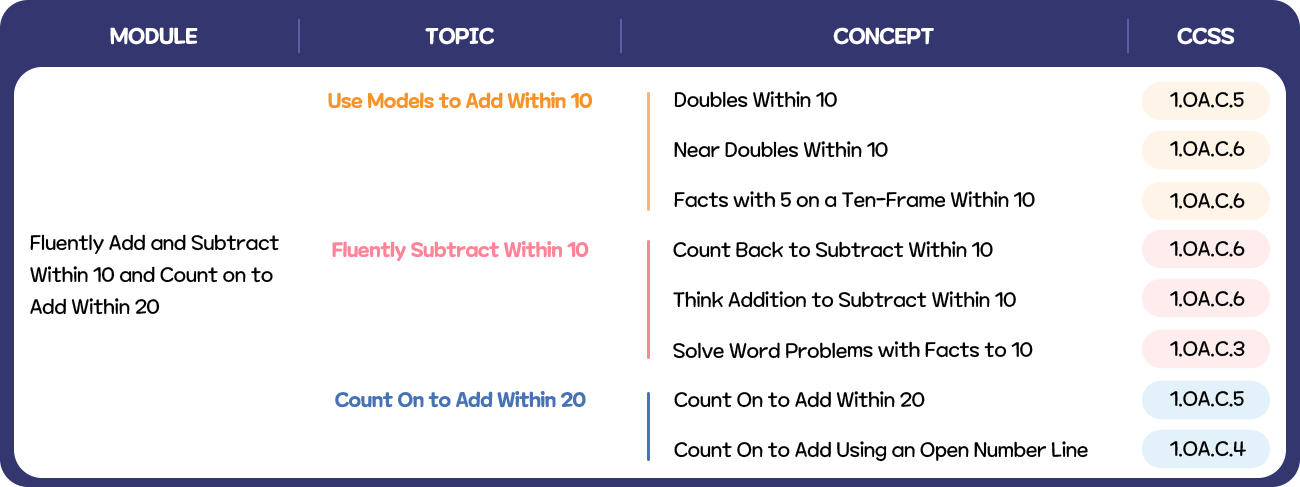 MODULE TOPIC CONCEPT CCSS
Use Models to Add Within 10 Doubles Within 10 1.OA.C.5
Near Doubles Within 10 1.OA.C.6
Facts with 5 on a Ten-Frame Within 10 1.OA.C.6
Fluently Add and Subtract
Within 10 and Count on to
Add Within 20
Fluently Subtract Within 10 Count Back to Subtract Within 10 1.OA.C.6
Think Addition to Subtract Within 10 1.OA.C.6
Solve Word Problems with Facts to 10 1.OA.C.3
Count On to Add Within 20 Count On to Add Within 20 1.OA.C.5
Count On to Add Using an Open Number Line 1.OA.C.4